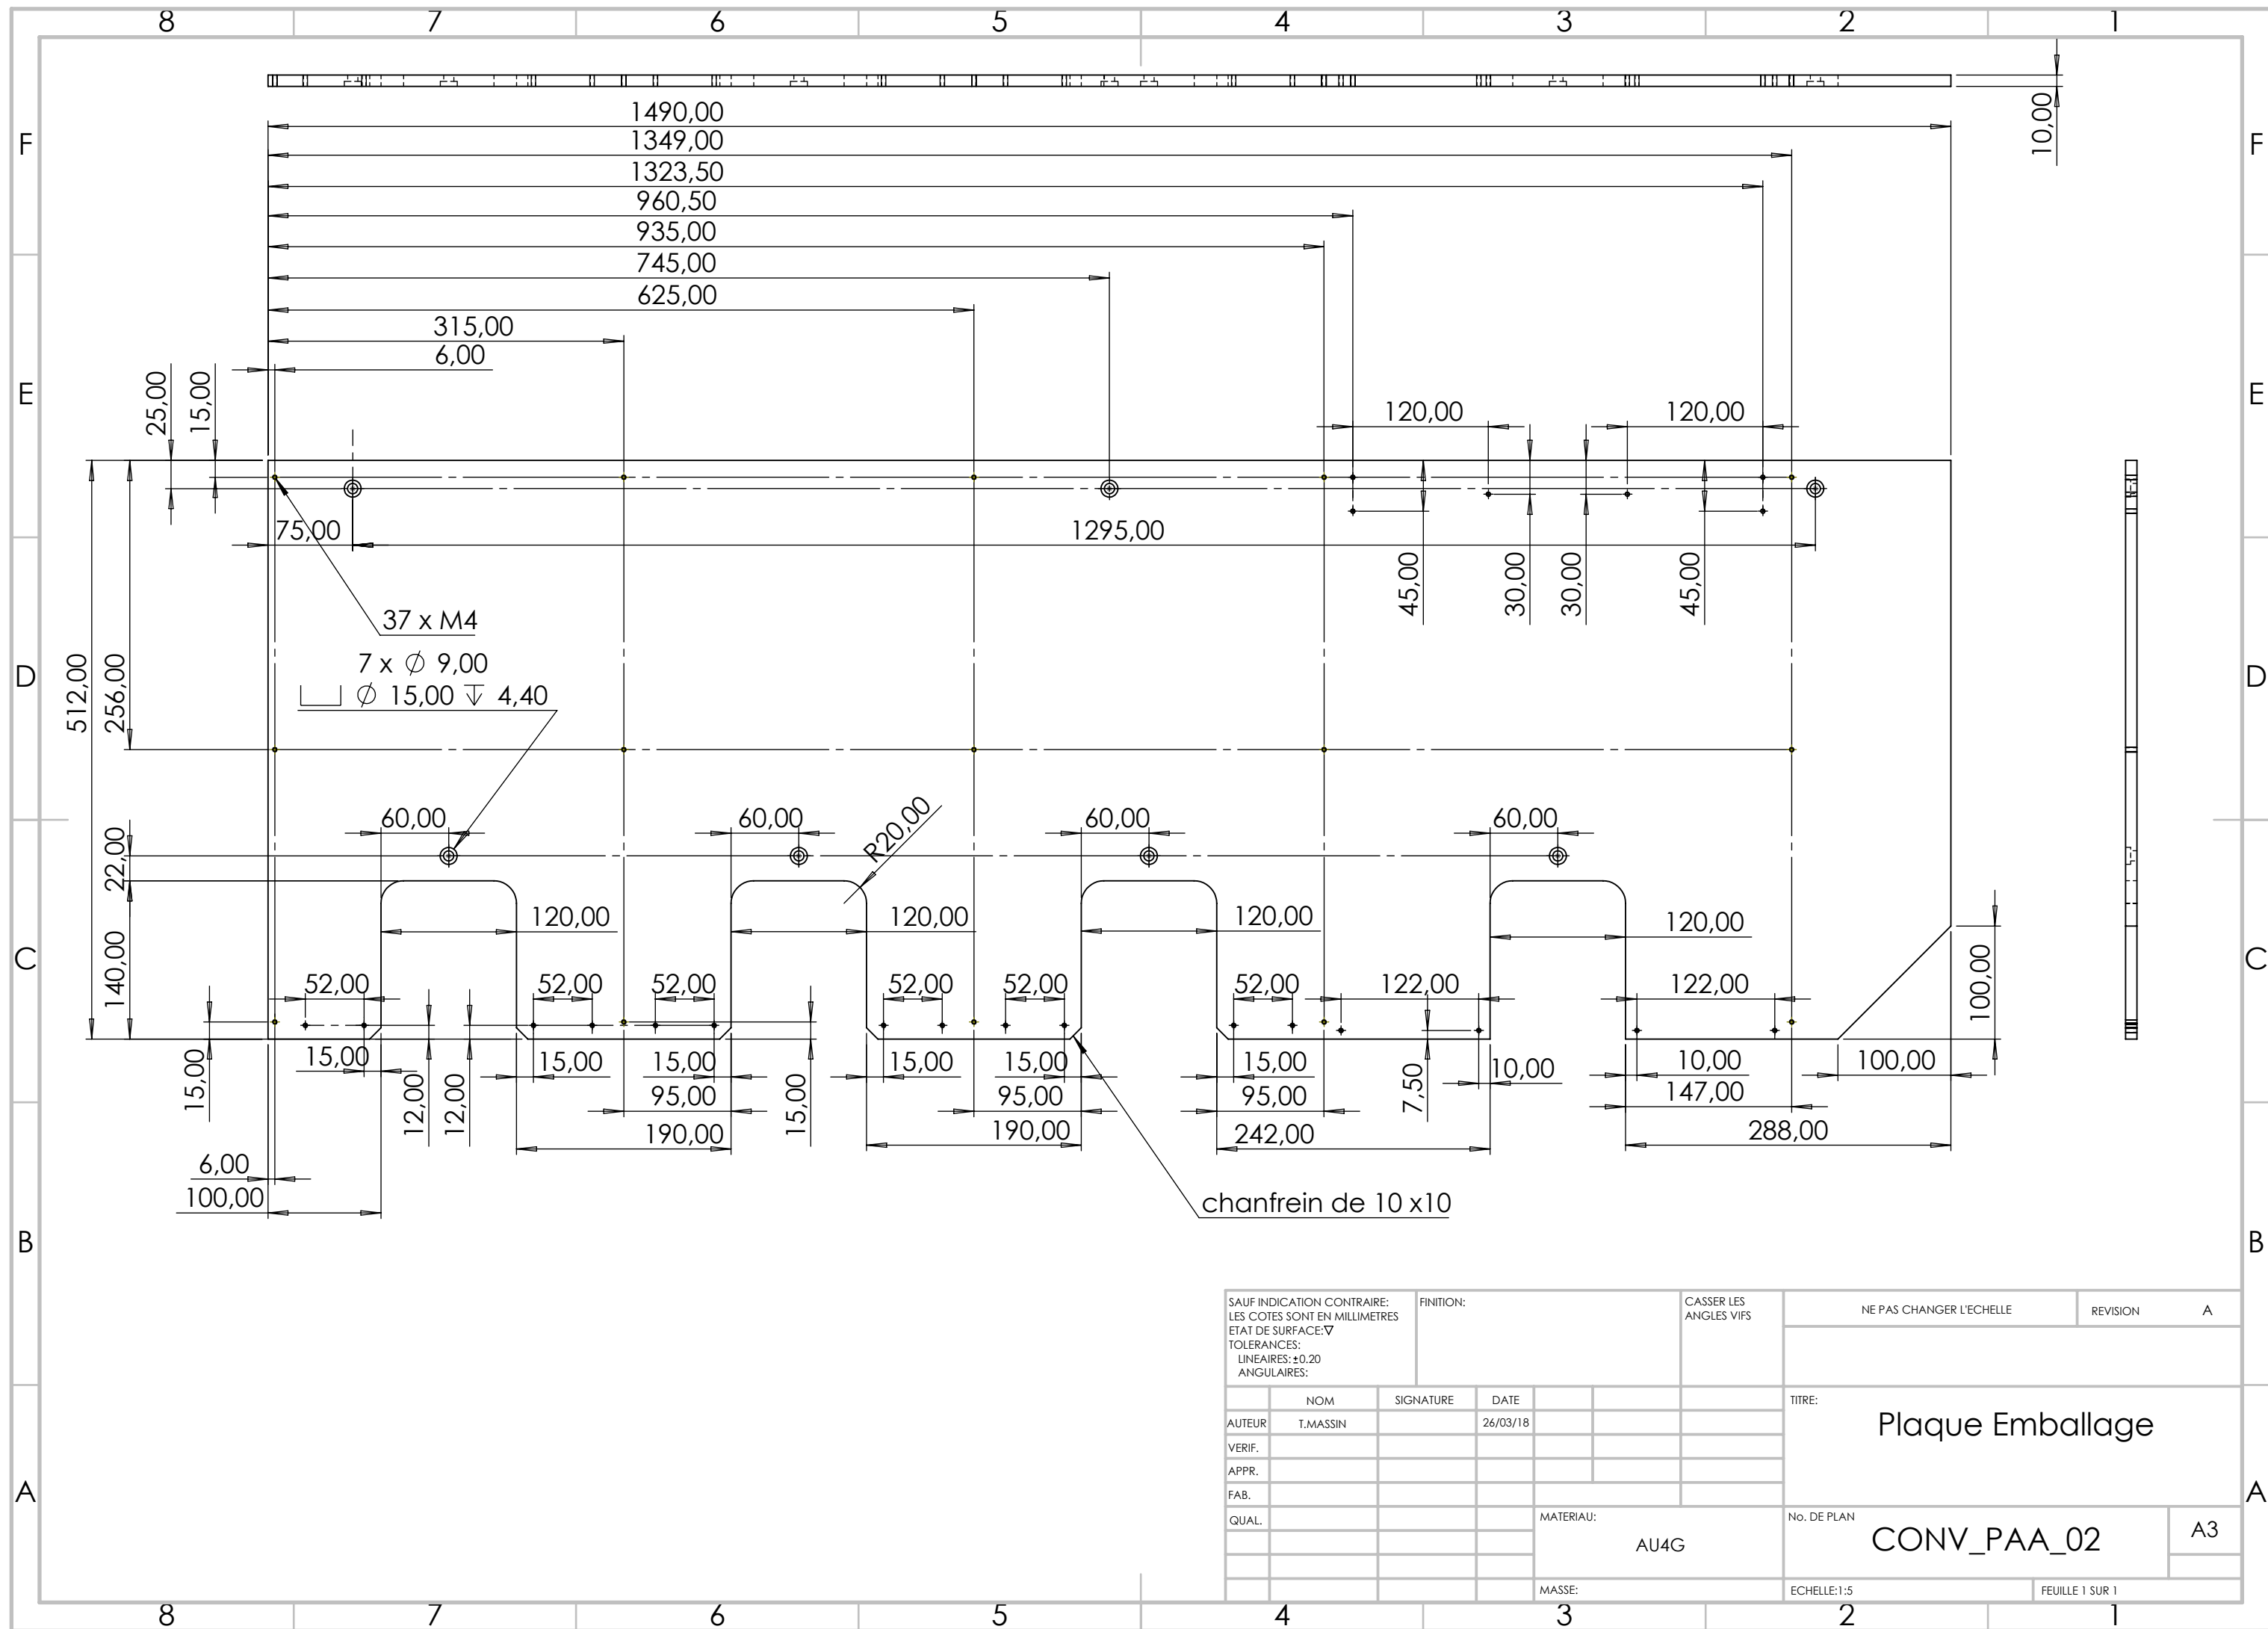 8 7 6 5 4 3 2 1
10,00
1490,00
1349,00
1323,50
960,50
935,00
745,00
625,00
315,00
6,00
F F
E E
25,00 15,00
120,00 120,00
75,00 1295,00
45,00 30,00 30,00 45,00
37 x M4
7 x ∅ 9,00
⌴ ∅ 15,00 ↧ 4,40
D D
512,00 256,00
60,00 60,00 R20,00 60,00 60,00
22,00
120,00 120,00 120,00 120,00
C C
140,00
52,00 52,00 52,00 52,00 52,00 52,00 122,00 122,00
100,00
15,00 15,00 15,00 15,00 15,00 15,00 10,00 10,00 100,00
15,00 12,00 12,00 95,00 15,00 95,00 95,00 7,50 147,00
190,00 190,00 242,00 288,00
6,00
100,00
chanfrein de 10 x10
B B
SAUF INDICATION CONTRAIRE:
LES COTES SONT EN MILLIMETRES
ETAT DE SURFACE:∇
TOLERANCES:
LINEAIRES:±0.20
ANGULAIRES:
FINITION:
CASSER LES
ANGLES VIFS
NE PAS CHANGER L'ECHELLE
REVISION A
NOM SIGNATURE DATE
AUTEUR T.MASSIN 26/03/18
VERIF.
APPR.
FAB.
QUAL.
TITRE:
Plaque Emballage
A A
MATERIAU:
AU4G
No. DE PLAN
CONV_PAA_02
A3
MASSE:
ECHELLE:1:5
FEUILLE 1 SUR 1
8 7 6 5 4 3 2 1